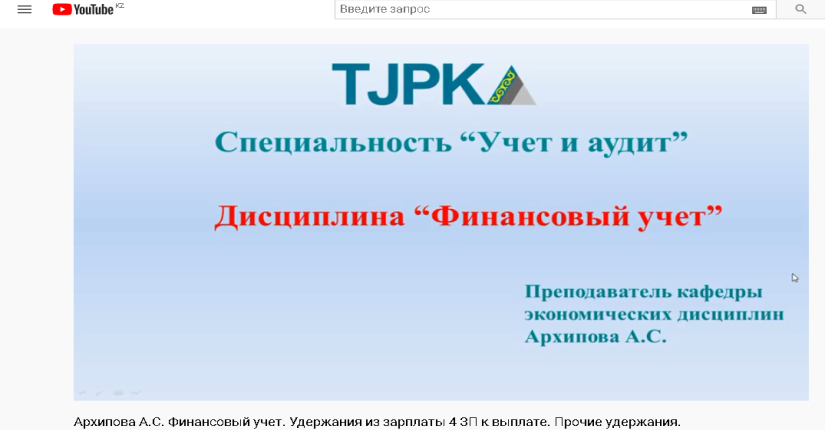 YouTube KZ
Введите запрос
TJPK
Специальность “Учет и аудит”
Дисциплина “Финансовый учет”
Преподаватель кафедры
экономических дисциплин
Архипова А.С.
Архипова А.С. Финансовый учет. Удержания из зарплаты 4 ЗП к выплате. Прочие удержания.